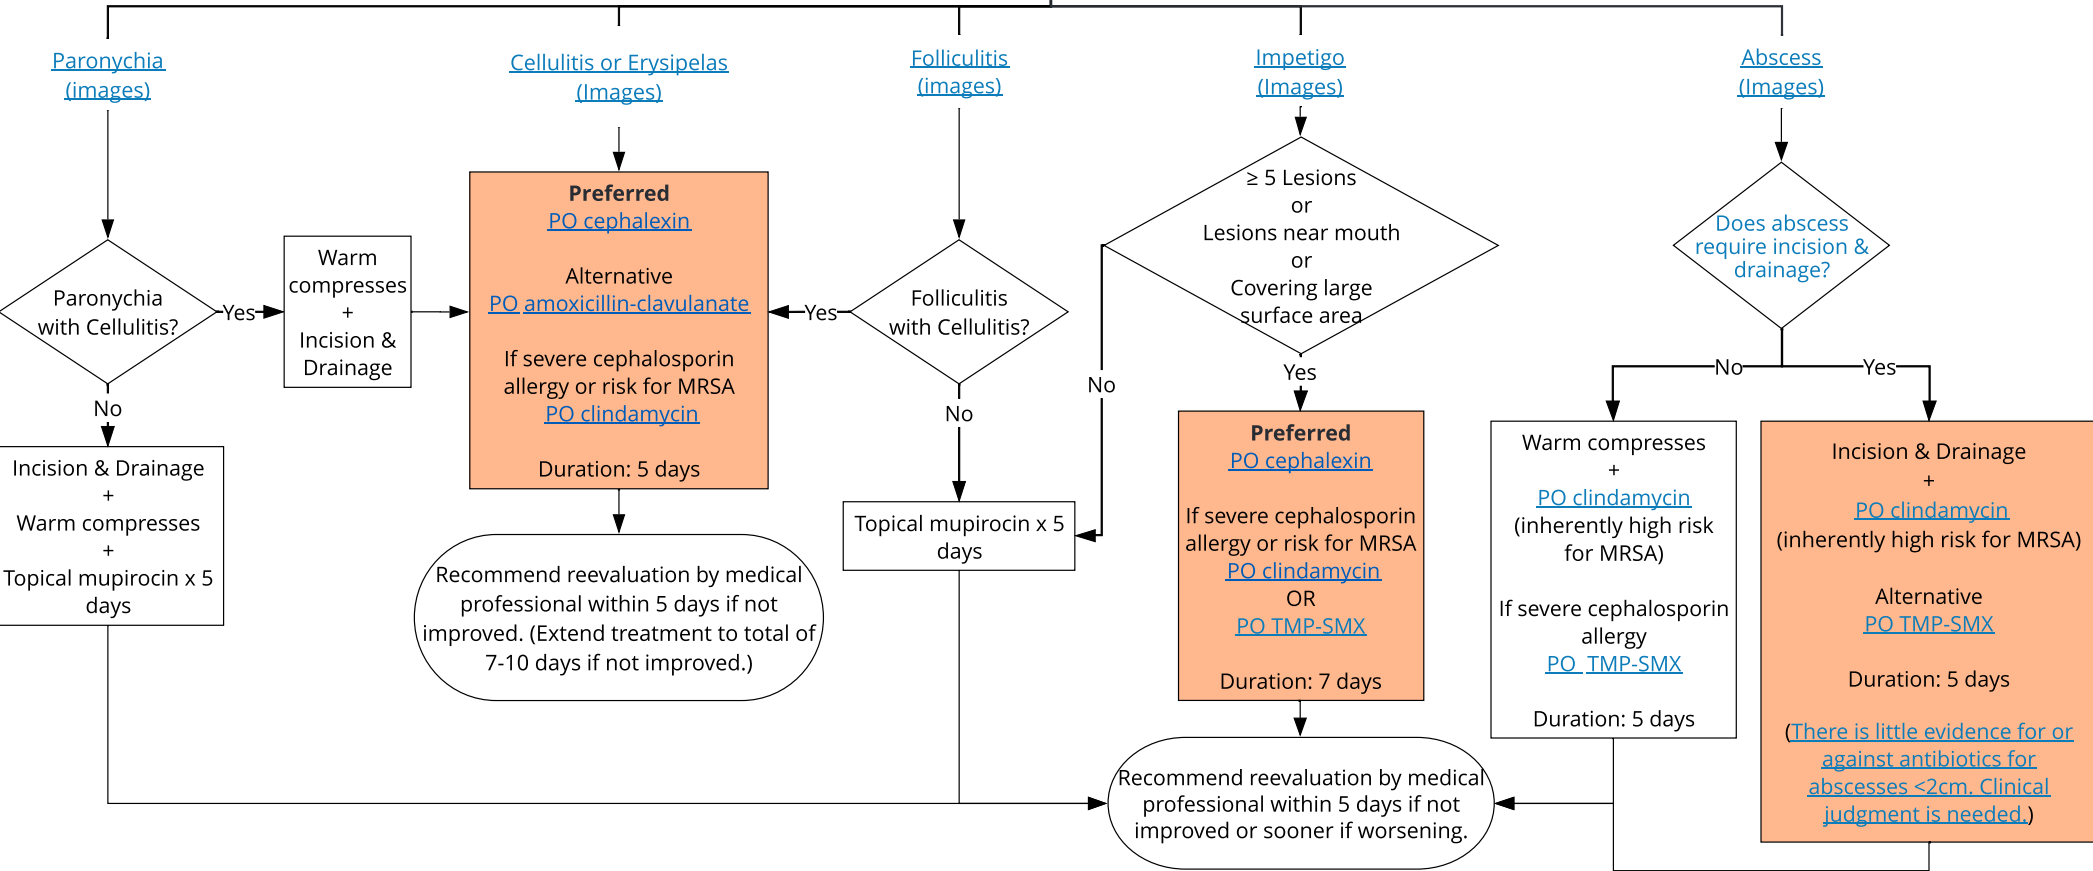 Paronychia
(images)
Cellulitis or Erysipelas
(Images)
Folliculitis
(images)
Impetigo
(Images)
Abscess
(Images)
Paronychia
with Cellulitis?
Yes
No
Warm
compresses
+
Incision &
Drainage
Incision & Drainage
+
Warm compresses
+
Topical mupirocin x 5
days
Preferred
PO cephalexin
Alternative
PO amoxicillin-clavulanate
If severe cephalosporin
allergy or risk for MRSA
PO clindamycin
Duration: 5 days
Recommend reevaluation by medical
professional within 5 days if not
improved. (Extend treatment to total of
7-10 days if not improved.)
Yes
Folliculitis
with Cellulitis?
No
Topical mupirocin x 5
days
≥ 5 Lesions
or
Lesions near mouth
or
Covering large
surface area
No
Yes
Preferred
PO cephalexin
If severe cephalosporin
allergy or risk for MRSA
PO clindamycin
OR
PO TMP-SMX
Duration: 7 days
Recommend reevaluation by medical
professional within 5 days if not
improved or sooner if worsening.
Does abscess
require incision &
drainage?
No
Yes
Warm compresses
+
PO clindamycin
(inherently high risk
for MRSA)
If severe cephalosporin
allergy
PO TMP-SMX
Duration: 5 days
Incision & Drainage
+
PO clindamycin
(inherently high risk for MRSA)
Alternative
PO TMP-SMX
Duration: 5 days
(There is little evidence for or
against antibiotics for
abscesses <2cm. Clinical
judgment is needed.)